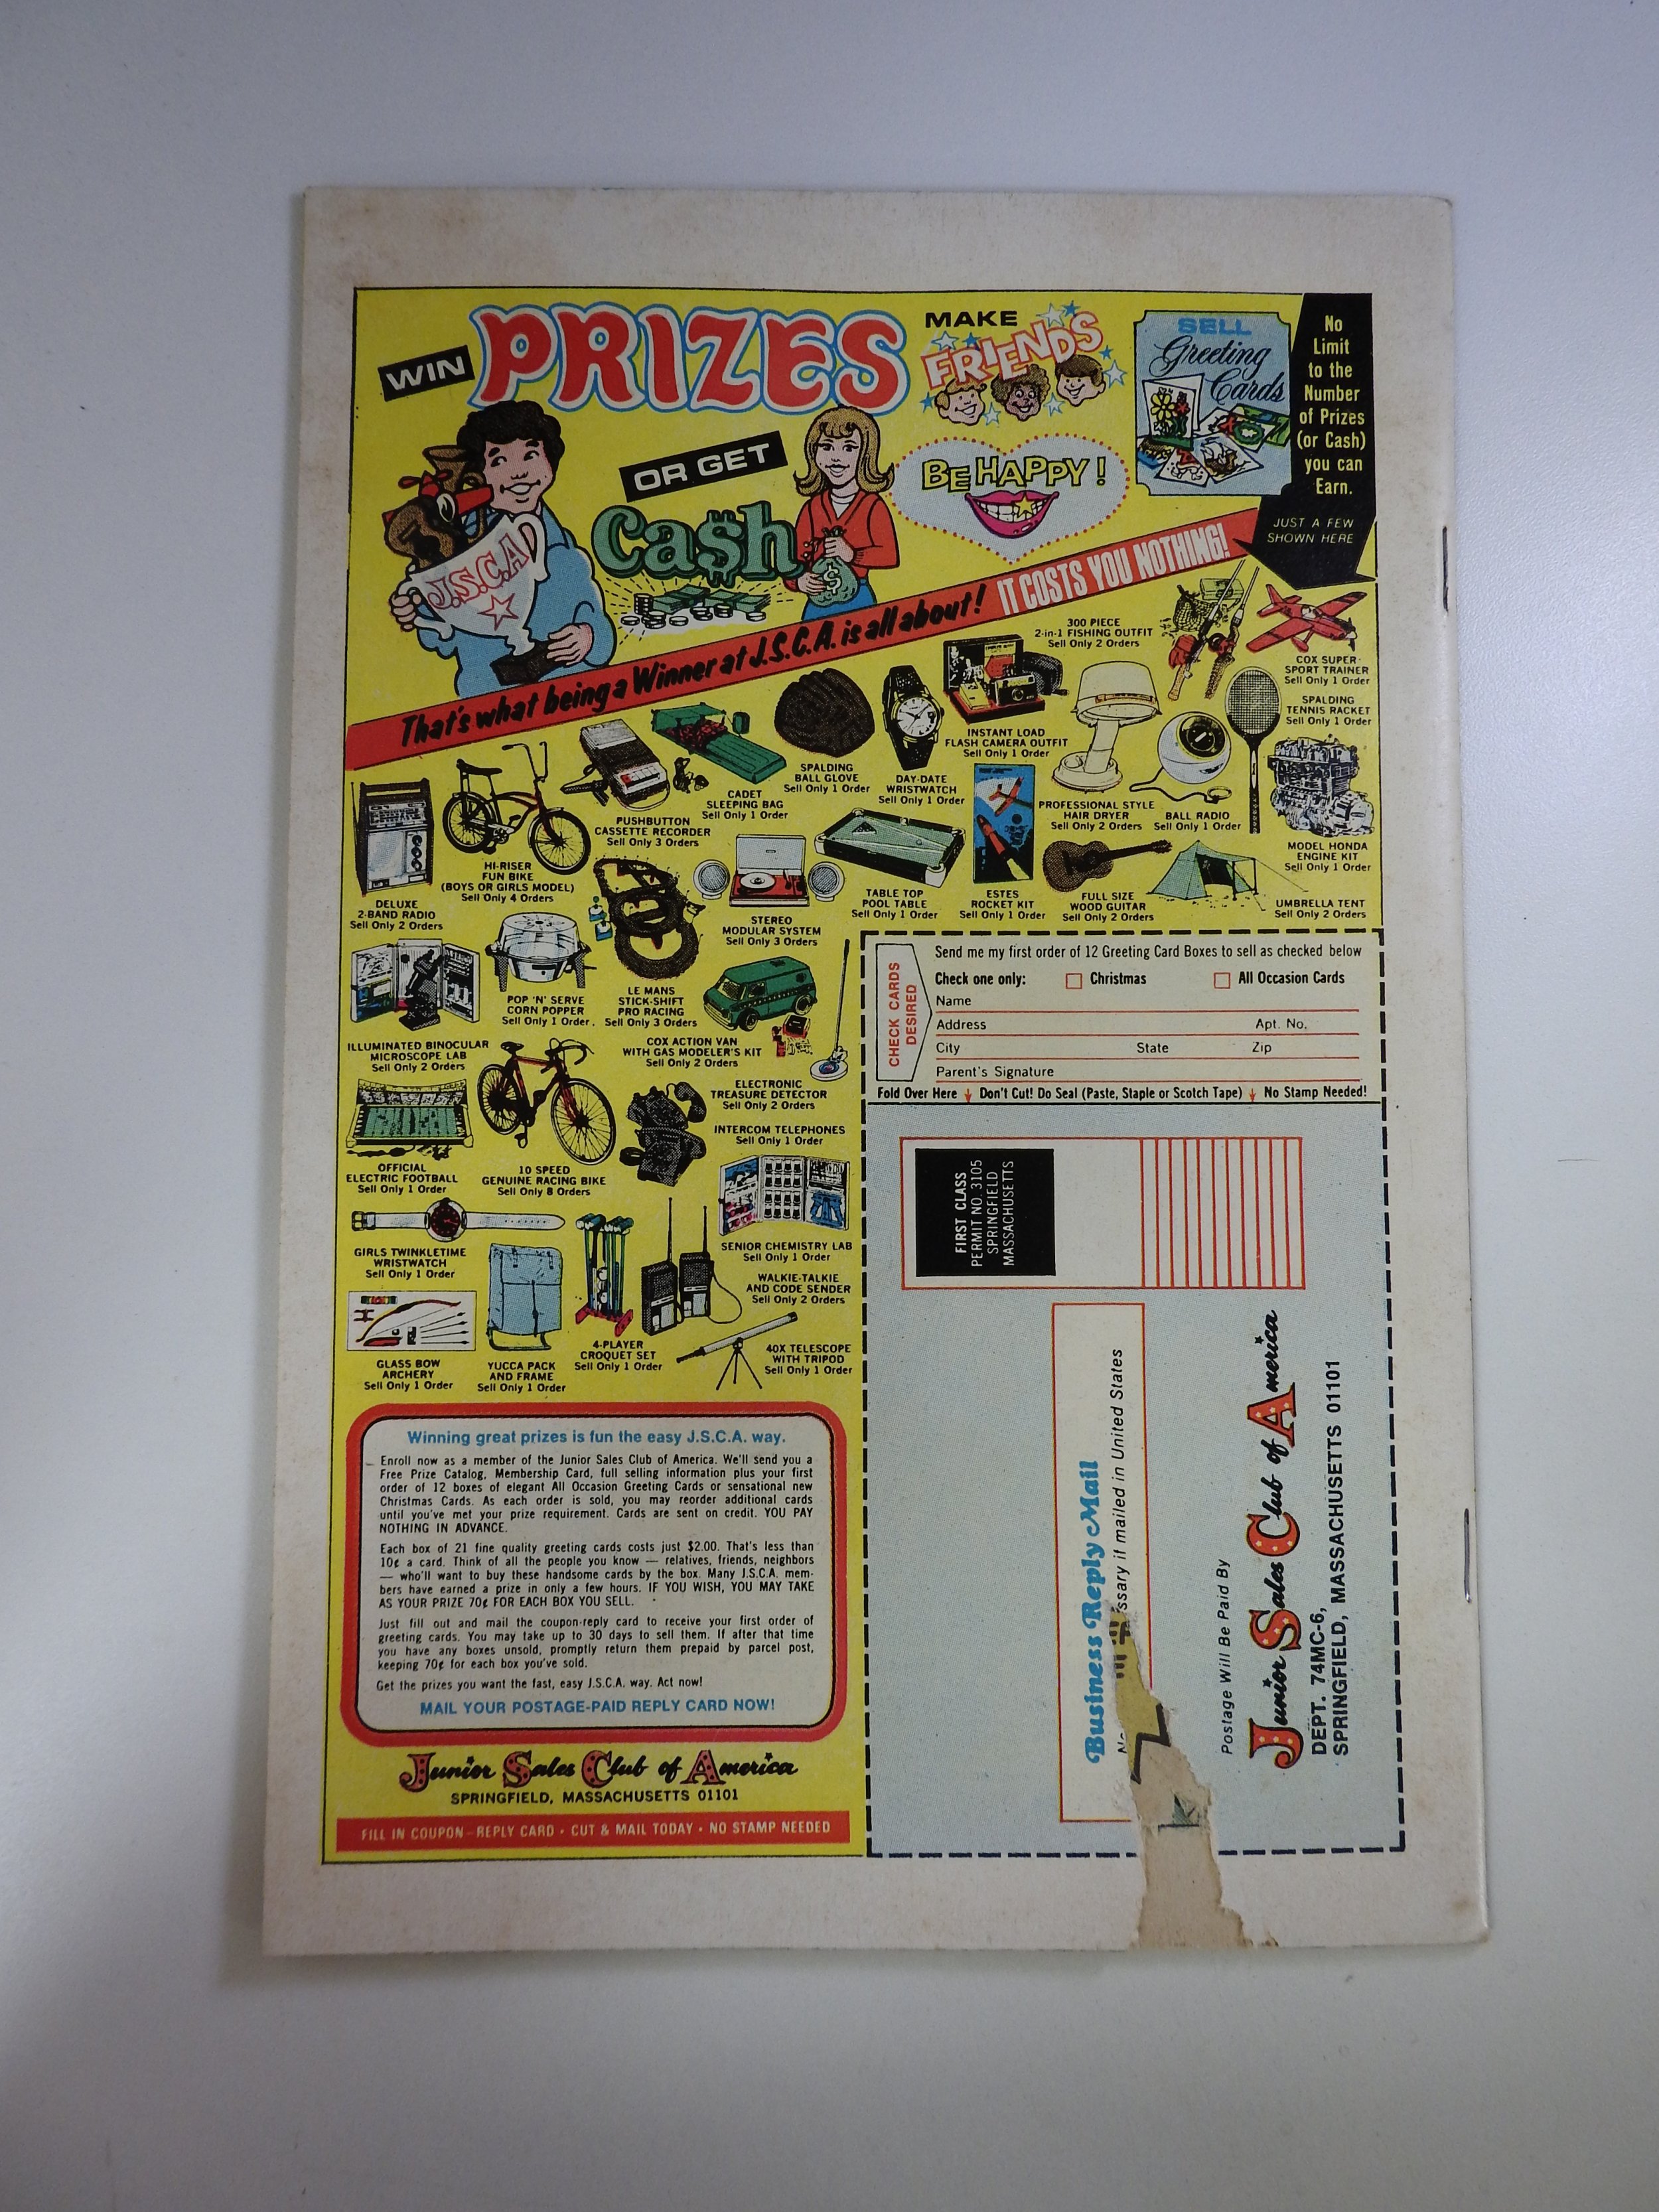 WIN PRIZES
OR GET
Ca$h
MAKE
FRIENDS
BE HAPPY!
SELL
Greeting
Cards
No
Limit
to the
Number
of Prizes
(or Cash)
you can
Earn.
JUST A FEW
SHOWN HERE
J.S.C.A
$
That's what being a Winner at J.S.C.A. is all about! IT COSTS YOU NOTHING!
300 PIECE
2-in-1 FISHING OUTFIT
Sell Only 2 Orders
COX SUPER-
SPORT TRAINER
Sell Only 1 Order
SPALDING
TENNIS RACKET
Sell Only 1 Order
INSTANT LOAD
FLASH CAMERA OUTFIT
Sell Only 1 Order
SPALDING
BALL GLOVE
Sell Only 1 Order
DAY-DATE
WRISTWATCH
Sell Only 1 Order
CADET
SLEEPING BAG
Sell Only 1 Order
PROFESSIONAL STYLE
HAIR DRYER
Sell Only 2 Orders
BALL RADIO
Sell Only 1 Order
PUSHBUTTON
CASSETTE RECORDER
Sell Only 3 Orders
MODEL HONDA
ENGINE KIT
Sell Only 1 Order
HI-RISER
FUN BIKE
(BOYS OR GIRLS MODEL)
Sell Only 4 Orders
DELUXE
2-BAND RADIO
Sell Only 2 Orders
STEREO
MODULAR SYSTEM
Sell Only 3 Orders
TABLE TOP
POOL TABLE
Sell Only 1 Order
ESTES
ROCKET KIT
Sell Only 1 Order
FULL SIZE
WOOD GUITAR
Sell Only 2 Orders
UMBRELLA TENT
Sell Only 2 Orders
POP 'N' SERVE
CORN POPPER
Sell Only 1 Order.
LE MANS
STICK-SHIFT
PRO RACING
Sell Only 3 Orders
ILLUMINATED BINOCULAR
MICROSCOPE LAB
Sell Only 2 Orders
COX ACTION VAN
WITH GAS MODELER'S KIT
Sell Only 2 Orders
ELECTRONIC
TREASURE DETECTOR
Sell Only 2 Orders
INTERCOM TELEPHONES
Sell Only 1 Order
OFFICIAL
ELECTRIC FOOTBALL
Sell Only 1 Order
10 SPEED
GENUINE RACING BIKE
Sell Only 8 Orders
GIRLS TWINKLETIME
WRISTWATCH
Sell Only 1 Order
SENIOR CHEMISTRY LAB
Sell Only 1 Order
WALKIE-TALKIE
AND CODE SENDER
Sell Only 2 Orders
GLASS BOW
ARCHERY
Sell Only 1 Order
YUCCA PACK
AND FRAME
Sell Only 1 Order
4-PLAYER
CROQUET SET
Sell Only 1 Order
40X TELESCOPE
WITH TRIPOD
Sell Only 1 Order
Winning great prizes is fun the easy J.S.C.A. way.
Enroll now as a member of the Junior Sales Club of America. We'll send you a
Free Prize Catalog, Membership Card, full selling information plus your first
order of 12 boxes of elegant All Occasion Greeting Cards or sensational new
Christmas Cards. As each order is sold, you may reorder additional cards
until you've met your prize requirement. Cards are sent on credit. YOU PAY
NOTHING IN ADVANCE.
Each box of 21 fine quality greeting cards costs just $2.00. That's less than
10¢ a card. Think of all the people you know — relatives, friends, neighbors
— who'll want to buy these handsome cards by the box. Many J.S.C.A. mem-
bers have earned a prize in only a few hours. IF YOU WISH, YOU MAY TAKE
AS YOUR PRIZE 70¢ FOR EACH BOX YOU SELL.
Just fill out and mail the coupon-reply card to receive your first order of
greeting cards. You may take up to 30 days to sell them. If after that time
you have any boxes unsold, promptly return them prepaid by parcel post,
keeping 70¢ for each box you've sold.
Get the prizes you want the fast, easy J.S.C.A. way. Act now!
MAIL YOUR POSTAGE-PAID REPLY CARD NOW!
Junior Sales Club of America
SPRINGFIELD, MASSACHUSETTS 01101
FILL IN COUPON-REPLY CARD • CUT & MAIL TODAY • NO STAMP NEEDED
CHECK CARDS
DESIRED
Send me my first order of 12 Greeting Card Boxes to sell as checked below
Check one only: Christmas All Occasion Cards
Name
Address Apt. No.
City State Zip
Parent's Signature
Fold Over Here Don't Cut! Do Seal (Paste, Staple or Scotch Tape) No Stamp Needed!
FIRST CLASS
PERMIT NO. 3105
SPRINGFIELD
MASSACHUSETTS
Business Reply Mail
ssary if mailed in United States
Postage Will Be Paid By
Junior Sales Club of America
DEPT. 74MC-6,
SPRINGFIELD, MASSACHUSETTS 01101